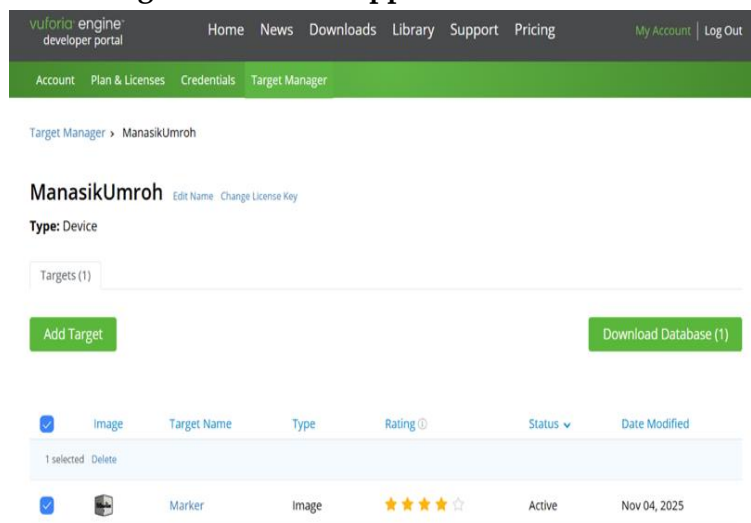 vuforia engine Home News Downloads Library Support Pricing My Account | Log Out
developer portal
Account Plan & Licenses Credentials Target Manager
Target Manager > ManasikUmroh
ManasikUmroh Edit Name Change License Key
Type: Device
Targets (1)
Add Target Download Database (1)
Image Target Name Type Rating Status Date Modified
1 selected Delete
Marker Image Active Nov 04, 2025